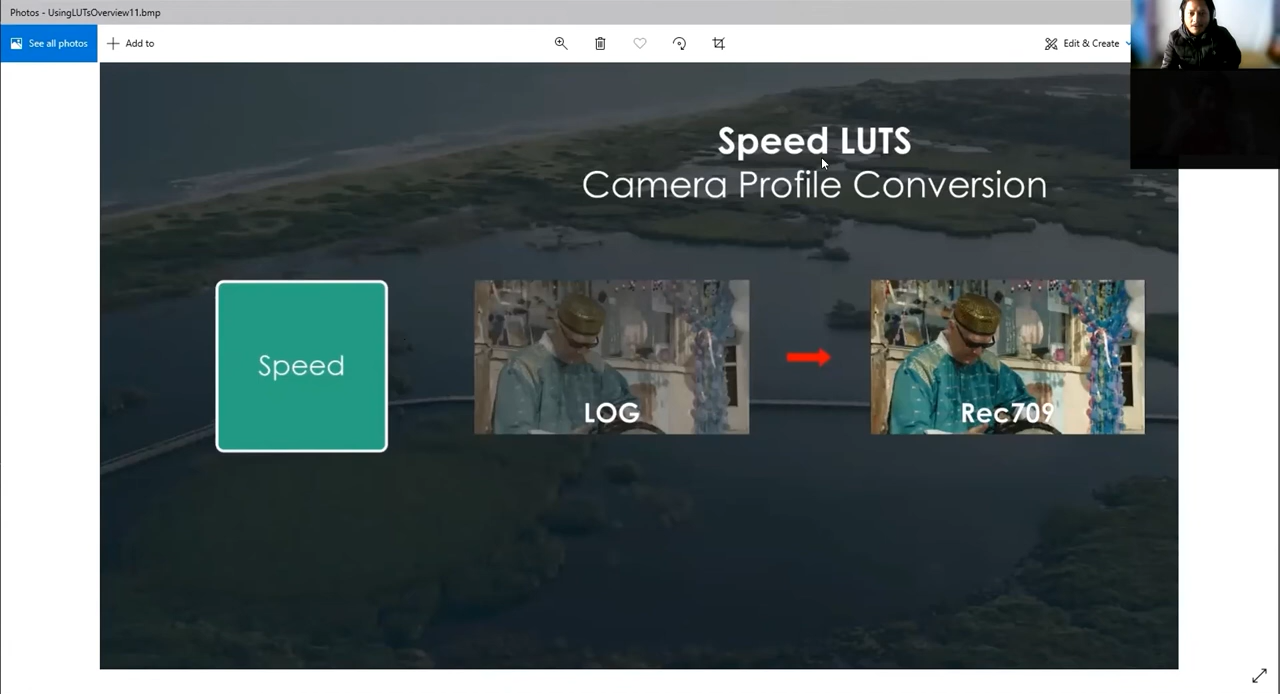 Photos - UsingLUTsOverview11.bmp
See all photos
Add to
Edit & Create
Speed LUTS
Camera Profile Conversion
Speed
LOG
Rec709